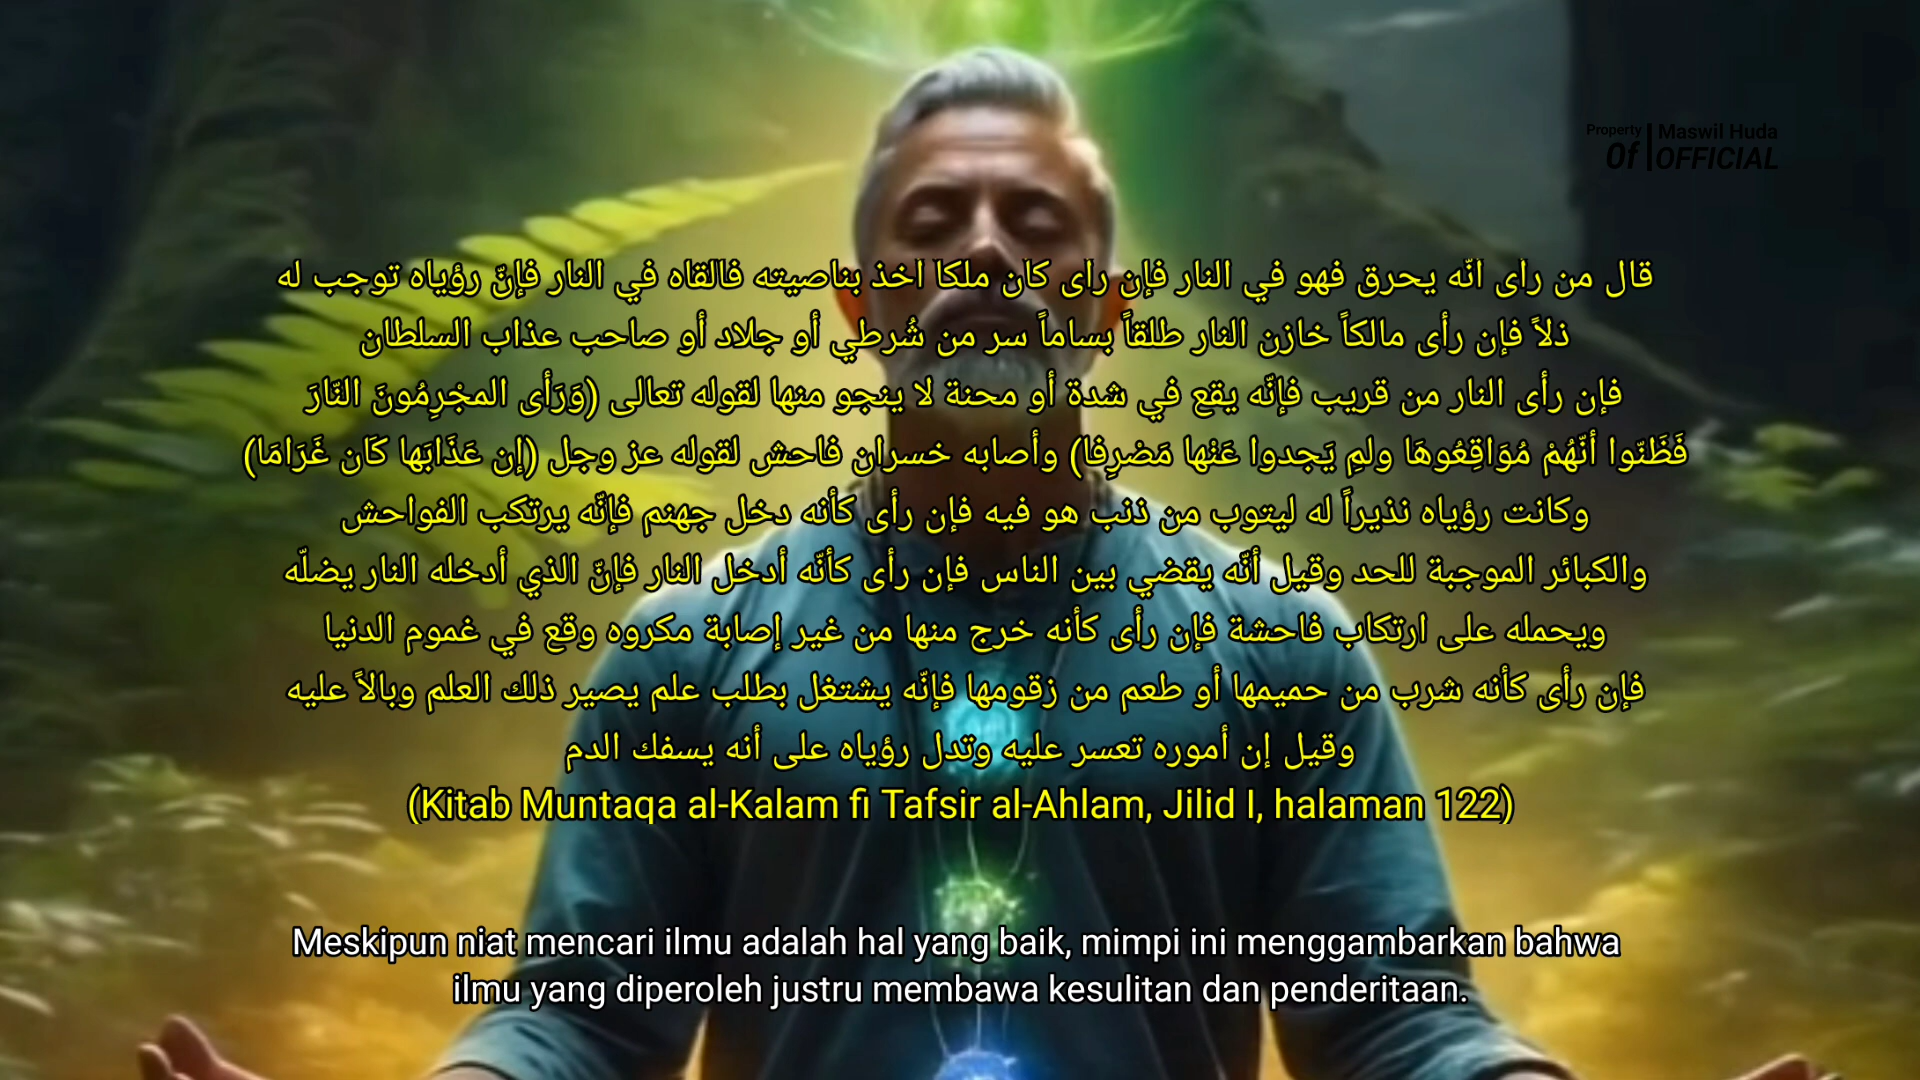 Property
Of
Maswil Huda
OFFICIAL
قال من رأى أنّه يحرق فهو في النار فإن رأى كان ملكا أخذ بناصيته فألقاه في النار فإنّ رؤياه توجب له
ذلاً فإن رأى مالكاً خازن النار طلقاً بساماً سر من شُرطي أو جلاد أو صاحب عذاب السلطان
فإن رأى النار من قريب فإنّه يقع في شدة أو محنة لا ينجو منها لقوله تعالى (وَرَأى المجْرِمُونَ النّارَ
فَظَنّوا أنّهُمْ مُوَاقِعُوهَا ولمِ يَجدوا عَنْها مَصْرِفا) وأصابه خسران فاحش لقوله عز وجل (إن عَذَابَها كَان غَرَامَا)
وكانت رؤياه نذيراً له ليتوب من ذنب هو فيه فإن رأى كأنه دخل جهنم فإنّه يرتكب الفواحش
والكبائر الموجبة للحد وقيل أنّه يقضي بين الناس فإن رأى كأنّه أدخل النار فإنّ الذي أدخله النار يضلّه
ويحمله على ارتكاب فاحشة فإن رأى كأنه خرج منها من غير إصابة مكروه وقع في غموم الدنيا
فإن رأى كأنه شرب من حميمها أو طعم من زقومها فإنّه يشتغل بطلب علم يصير ذلك العلم وبالاً عليه
وقيل إن أموره تعسر عليه وتدل رؤياه على أنه يسفك الدم
(Kitab Muntaqa al-Kalam fi Tafsir al-Ahlam, Jilid I, halaman 122)
Meskipun niat mencari ilmu adalah hal yang baik, mimpi ini menggambarkan bahwa
ilmu yang diperoleh justru membawa kesulitan dan penderitaan.